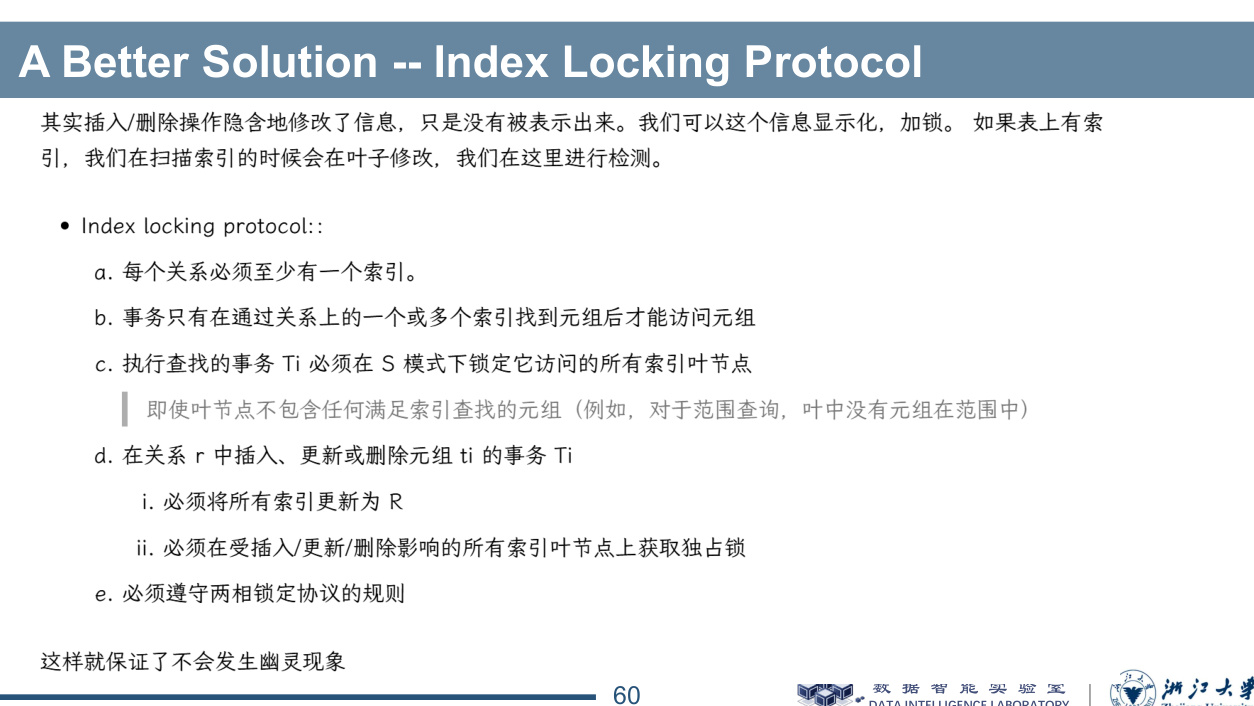 A Better Solution -- Index Locking Protocol
其实插入/删除操作隐含地修改了信息，只是没有被表示出来。我们可以这个信息显示化，加锁。 如果表上有索
引，我们在扫描索引的时候会在叶子修改，我们在这里进行检测。
• Index locking protocol::
a. 每个关系必须至少有一个索引。
b. 事务只有在通过关系上的一个或多个索引找到元组后才能访问元组
c. 执行查找的事务 Ti 必须在 S 模式下锁定它访问的所有索引叶节点
即使叶节点不包含任何满足索引查找的元组（例如，对于范围查询，叶中没有元组在范围中）
d. 在关系 r 中插入、更新或删除元组 ti 的事务 Ti
i. 必须将所有索引更新为 R
ii. 必须在受插入/更新/删除影响的所有索引叶节点上获取独占锁
e. 必须遵守两相锁定协议的规则
这样就保证了不会发生幽灵现象
60
数据智能实验室
DATA INTELLIGENCE LABORATORY
浙江大学